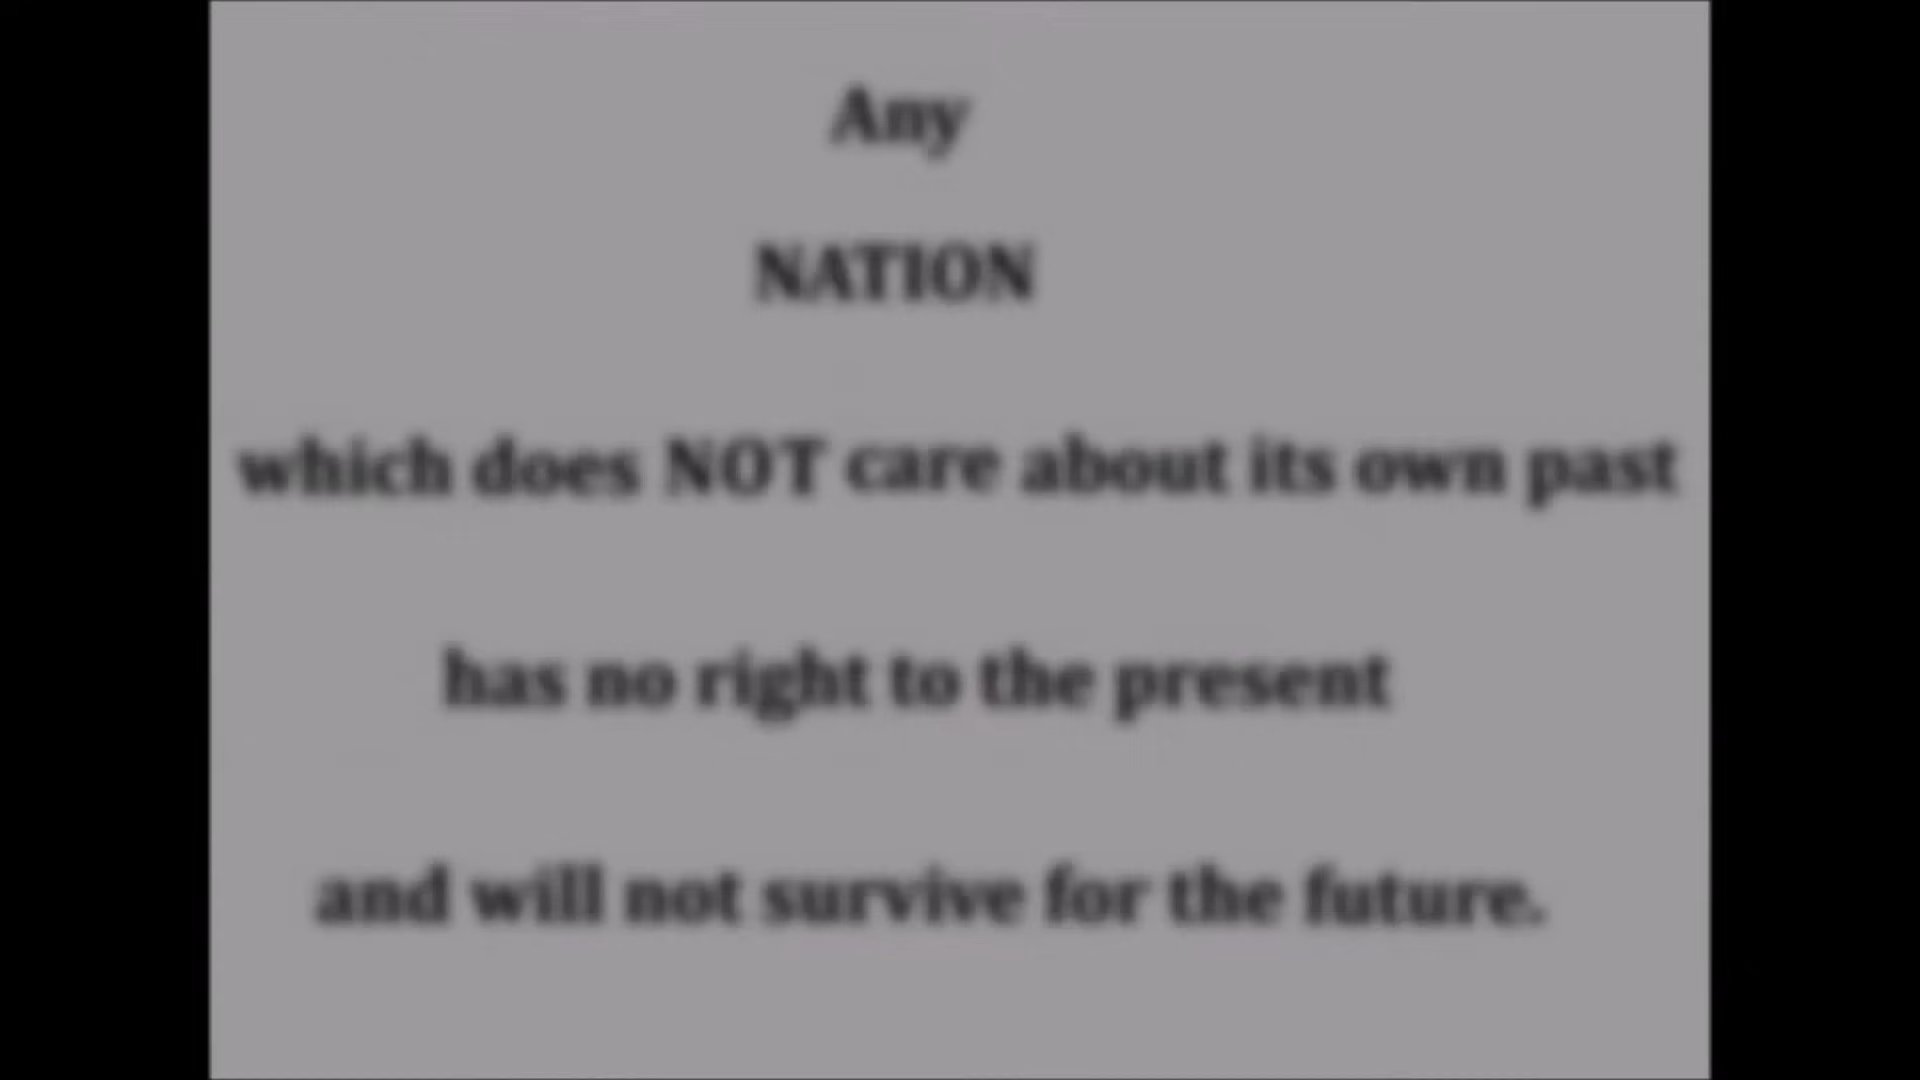 Any
NATION
which does NOT care about its own past
has no right to the present
and will not survive for the future.